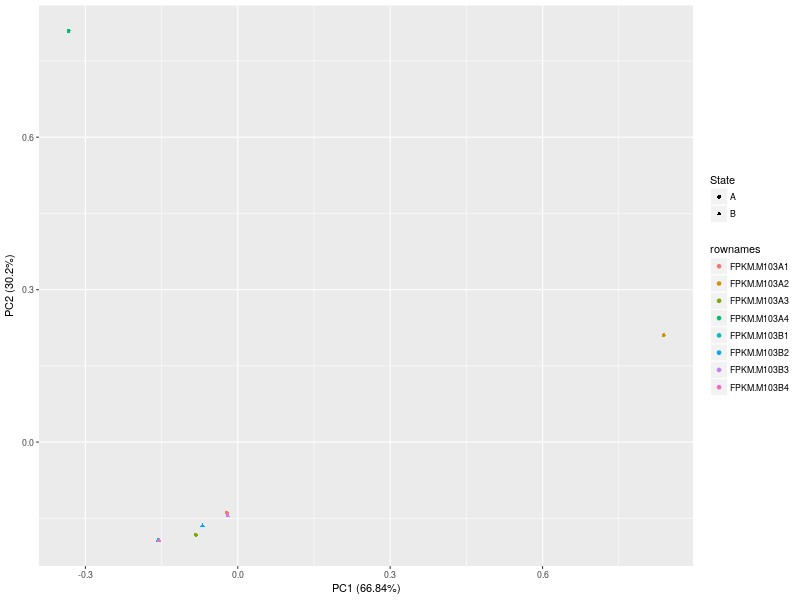 0.6
0.3
0.0
-0.3
0.0
0.3
0.6
PC1 (66.84%)
PC2 (30.2%)
State
A
B
rownames
FPKM.M103A1
FPKM.M103A2
FPKM.M103A3
FPKM.M103A4
FPKM.M103B1
FPKM.M103B2
FPKM.M103B3
FPKM.M103B4